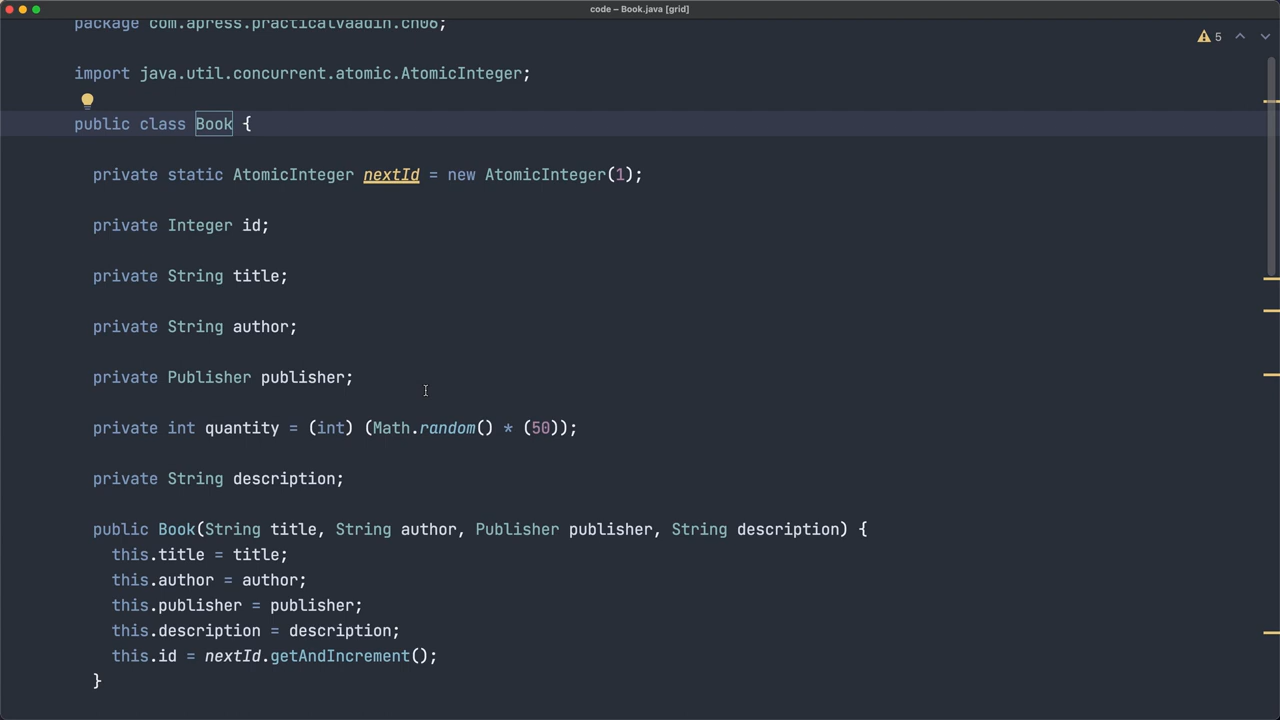 code – Book.java [grid]
package com.apress.practicalvaadin.ch06;
5
import java.util.concurrent.atomic.AtomicInteger;
public class Book {
private static AtomicInteger nextId = new AtomicInteger(1);
private Integer id;
private String title;
private String author;
private Publisher publisher;
private int quantity = (int) (Math.random() * (50));
private String description;
public Book(String title, String author, Publisher publisher, String description) {
this.title = title;
this.author = author;
this.publisher = publisher;
this.description = description;
this.id = nextId.getAndIncrement();
}